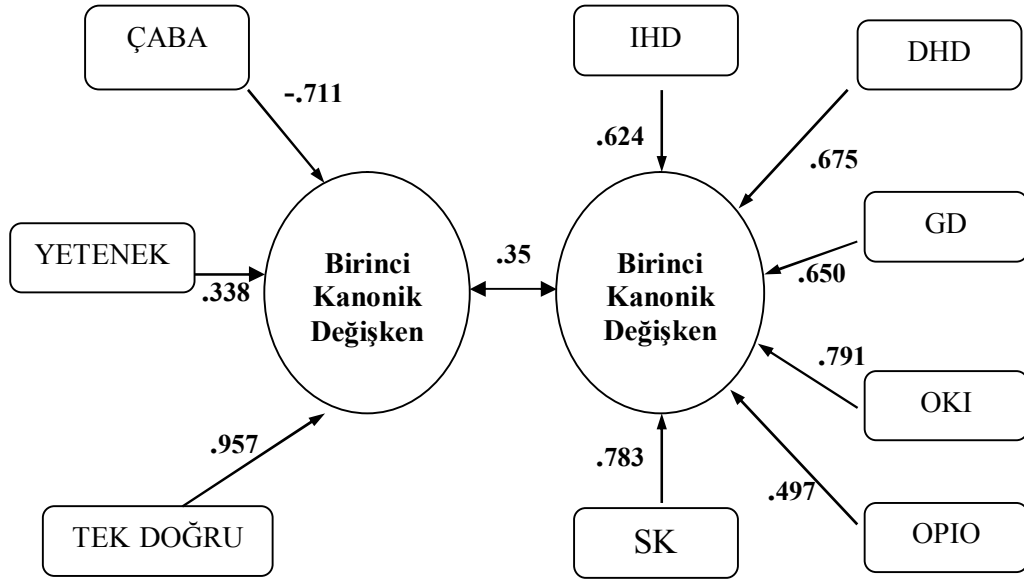 ÇABA
IHD
DHD
-.711
.624
.675
YETENEK
.338
Birinci
Kanonik
Değişken
.35
Birinci
Kanonik
Değişken
GD
.650
.791
OKI
.957
.783
.497
TEK DOĞRU
SK
OPIO